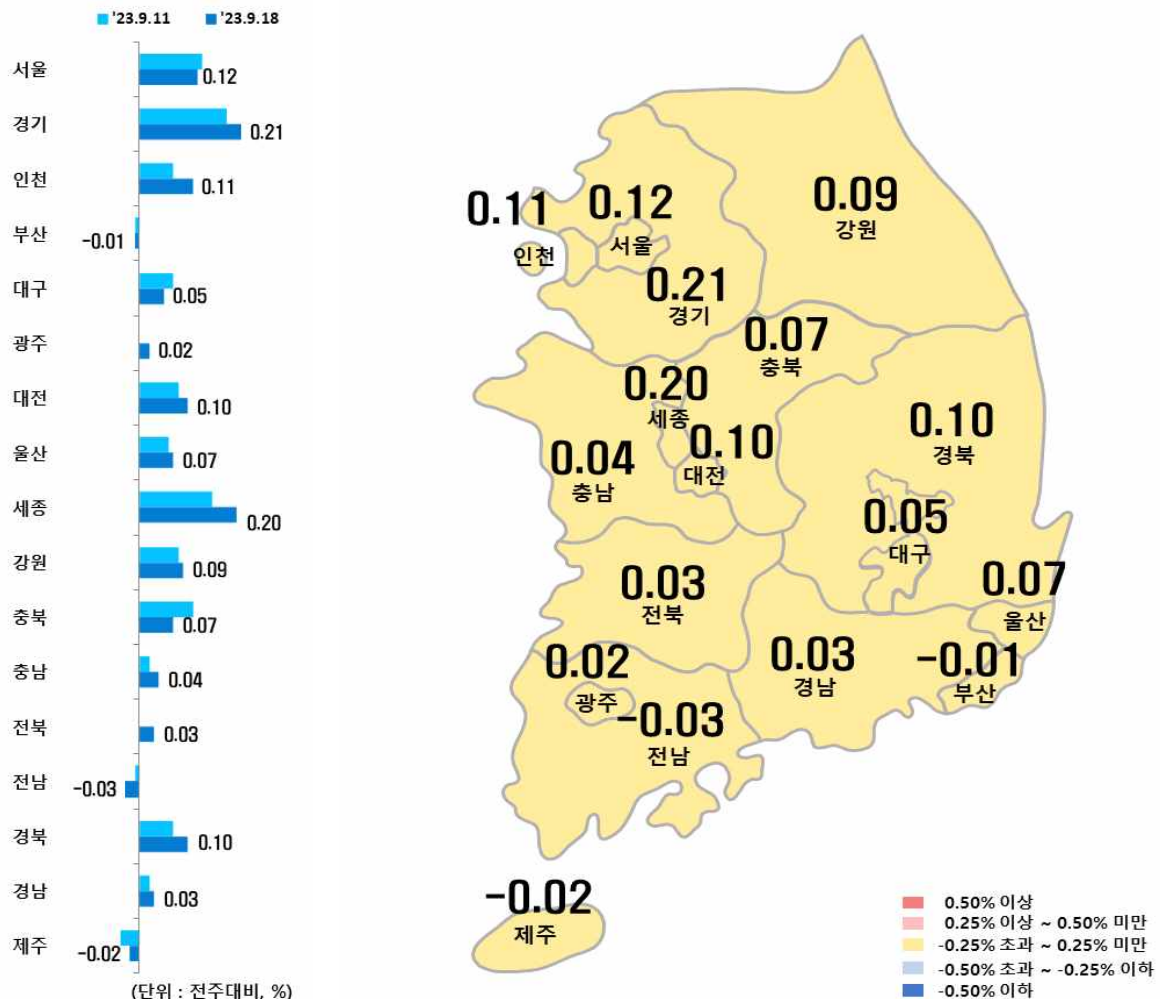 '23.9.11 '23.9.18
서울 0.12
경기 0.21
인천 0.11
부산 -0.01
대구 0.05
광주 0.02
대전 0.10
울산 0.07
세종 0.20
강원 0.09
충북 0.07
충남 0.04
전북 0.03
전남 -0.03
경북 0.10
경남 0.03
제주 -0.02
(단위 : 전주대비, %)
0.11
인천
0.12
서울
0.09
강원
0.21
경기
0.07
충북
0.20
세종
0.10
대전
0.04
충남
0.10
경북
0.05
대구
0.07
울산
0.03
전북
0.02
광주
-0.03
전남
0.03
경남
-0.01
부산
-0.02
제주
0.50% 이상
0.25% 이상 ~ 0.50% 미만
-0.25% 초과 ~ 0.25% 미만
-0.50% 초과 ~ -0.25% 이하
-0.50% 이하